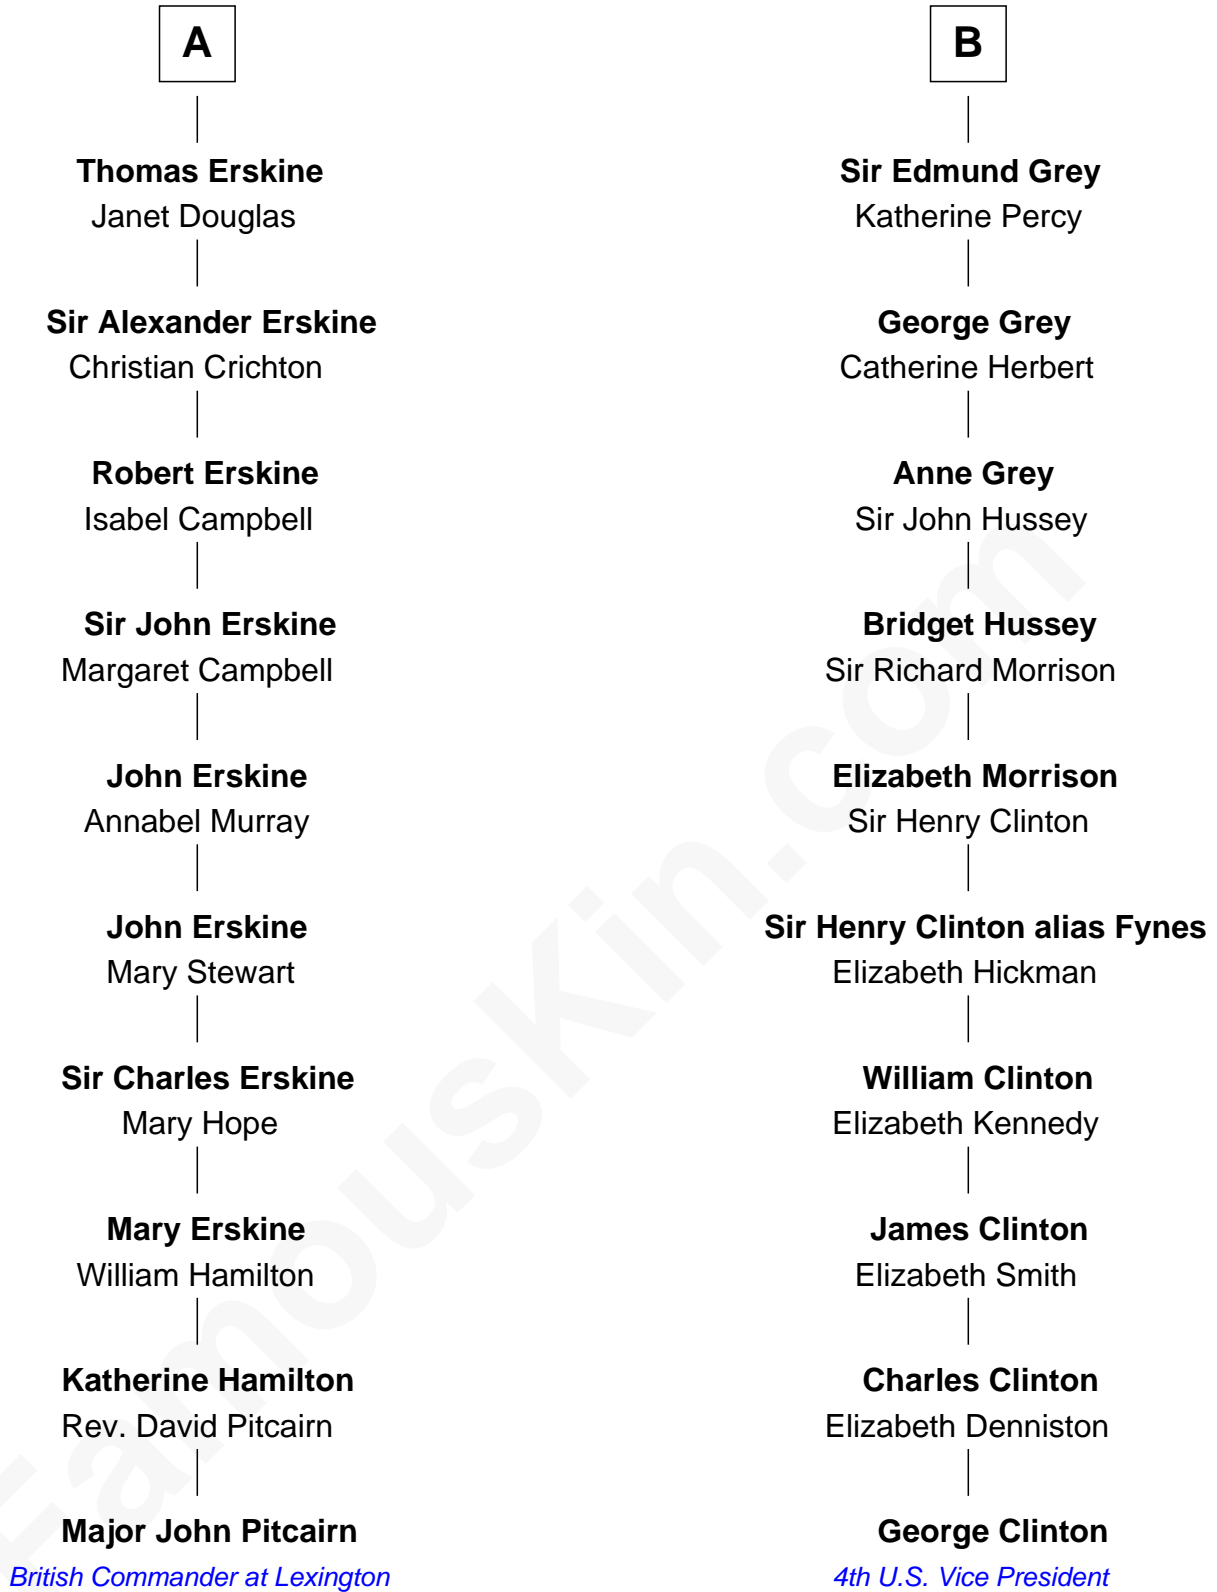 A
Thomas Erskine
Janet Douglas
Sir Alexander Erskine
Christian Crichton
Robert Erskine
Isabel Campbell
Sir John Erskine
Margaret Campbell
John Erskine
Annabel Murray
John Erskine
Mary Stewart
Sir Charles Erskine
Mary Hope
Mary Erskine
William Hamilton
Katherine Hamilton
Rev. David Pitcairn
Major John Pitcairn
British Commander at Lexington
B
Sir Edmund Grey
Katherine Percy
George Grey
Catherine Herbert
Anne Grey
Sir John Hussey
Bridget Hussey
Sir Richard Morrison
Elizabeth Morrison
Sir Henry Clinton
Sir Henry Clinton alias Fynes
Elizabeth Hickman
William Clinton
Elizabeth Kennedy
James Clinton
Elizabeth Smith
Charles Clinton
Elizabeth Denniston
George Clinton
4th U.S. Vice President
FamousKin.com